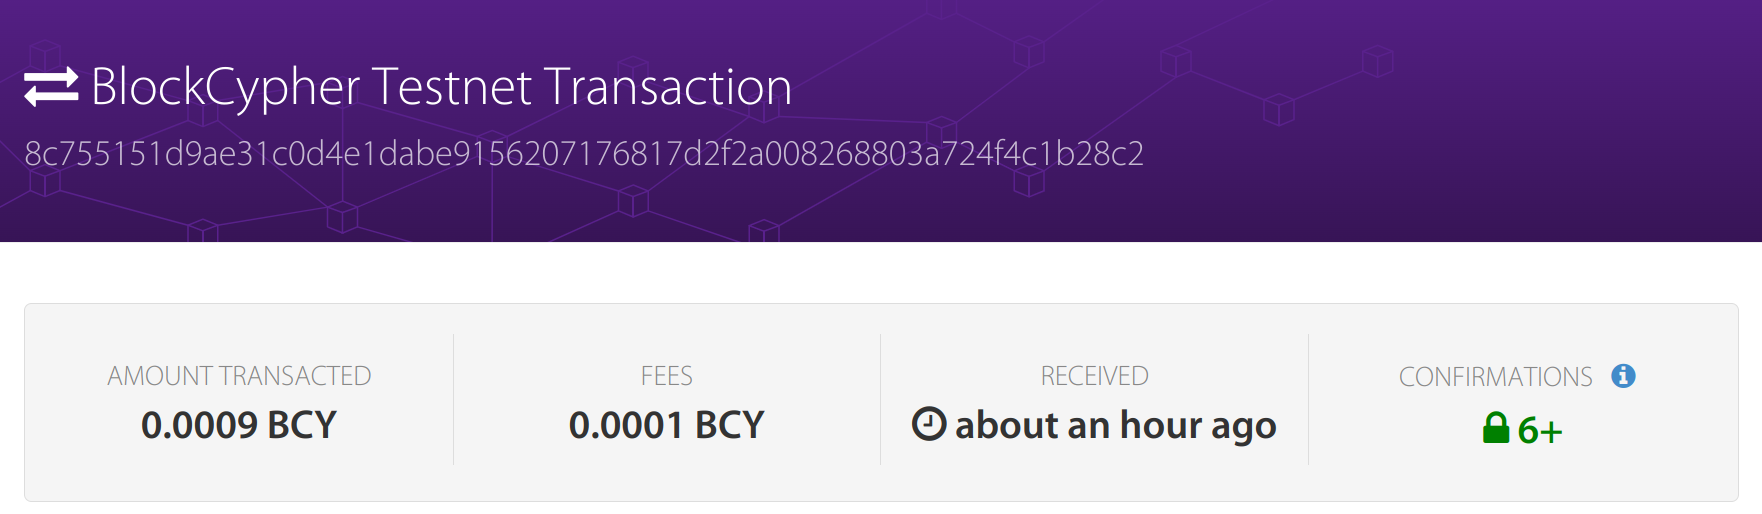 BlockCypher Testnet Transaction
8c755151d9ae31c0d4e1dabe9156207176817d2f2a008268803a724f4c1b28c2
AMOUNT TRANSACTED
0.0009 BCY
FEES
0.0001 BCY
RECEIVED
about an hour ago
CONFIRMATIONS
6+